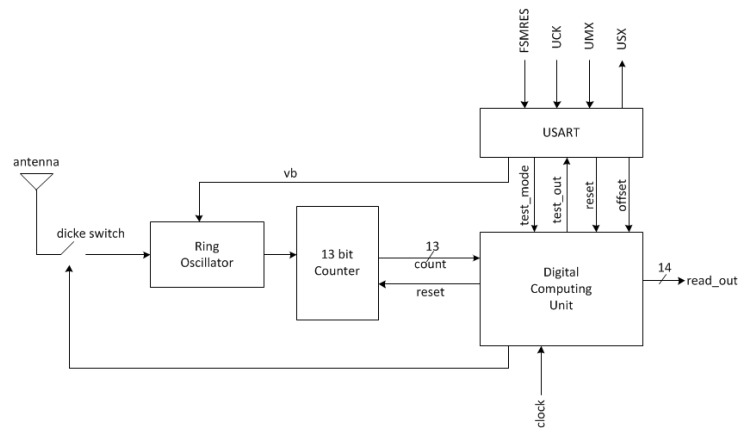 FSMRES
UCK
UMX
USX
USART
antenna
vb
test_mode
test_out
reset
offset
dicke switch
Ring
Oscillator
13 bit
Counter
13
count
reset
Digital
Computing
Unit
14
read_out
clock